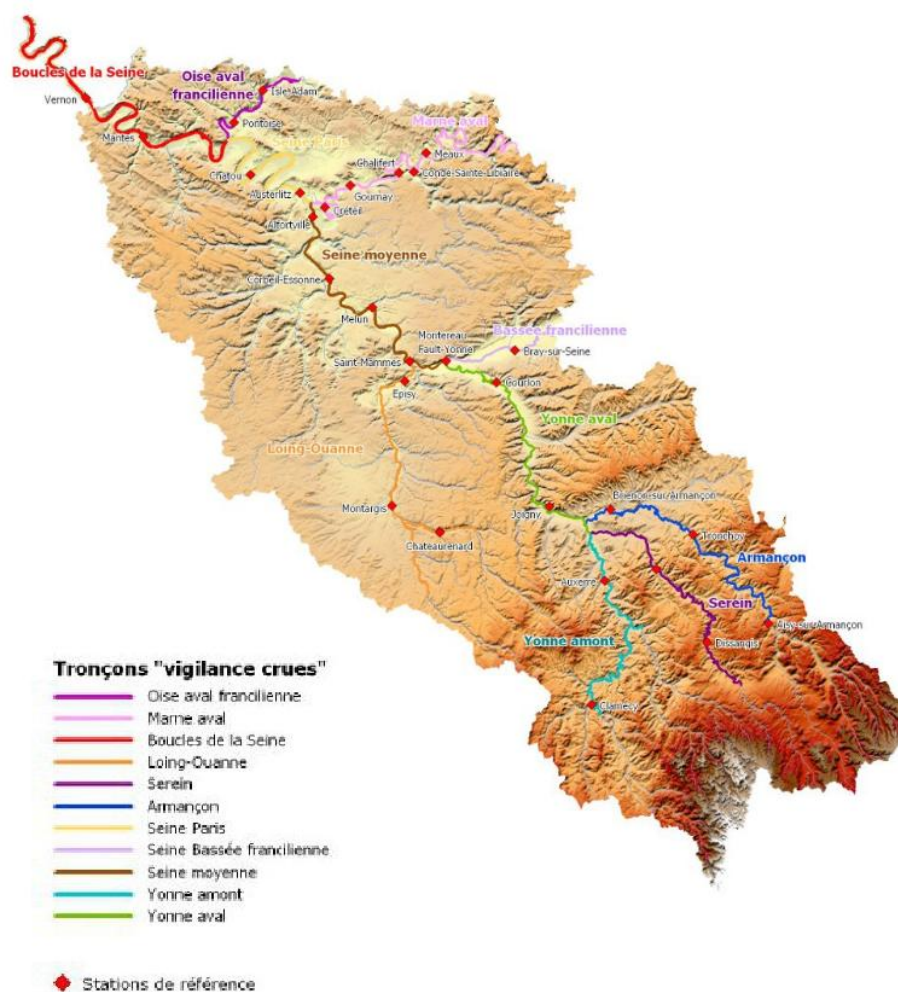 Boucles de la Seine
Oise aval
francilienne
Isle-Adam
Vernon
Pontoise
Mantes
Marne aval
Seine Paris
Meaux
Chalifert
Condé-Sainte-Libiaire
Chatou
Gournay
Austerlitz
Créteil
Alfortville
Seine moyenne
Corbeil-Essonne
Melun
Bassée francilienne
Montereau
Fault-Yonne
Bray-sur-Seine
Saint-Mammes
Episy
Courlon
Yonne aval
Loing-Ouanne
Brienon-sur-Armançon
Joigny
Montargis
Tronchoy
Chateaurenard
Armançon
Auxerre
Serein
Aisy-sur-Armançon
Yonne amont
Dissangis
Clamecy
Tronçons "vigilance crues"
Oise aval francilienne
Marne aval
Boucles de la Seine
Loing-Ouanne
Serein
Armançon
Seine Paris
Seine Bassée francilienne
Seine moyenne
Yonne amont
Yonne aval
Stations de référence